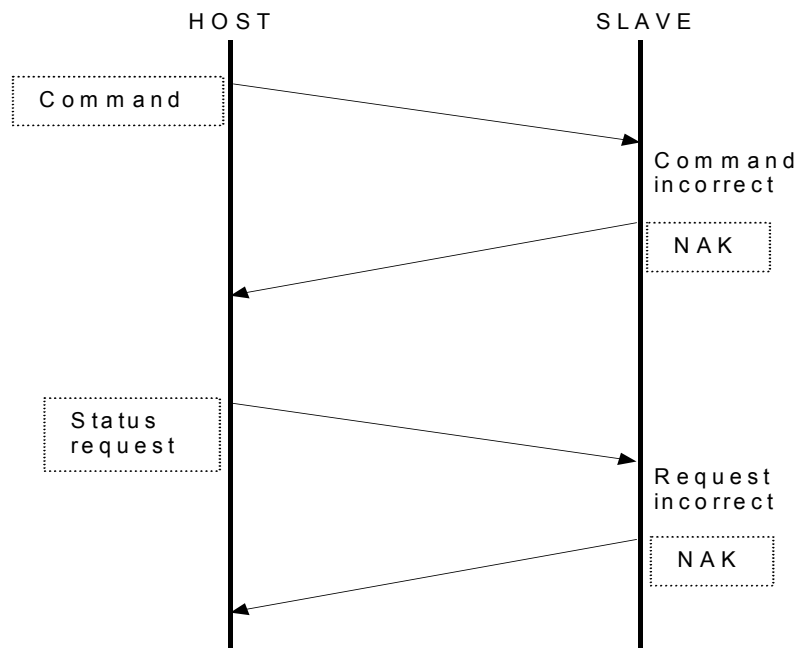 HOST
SLAVE
Command
Command
incorrect
NAK
Status
request
Request
incorrect
NAK